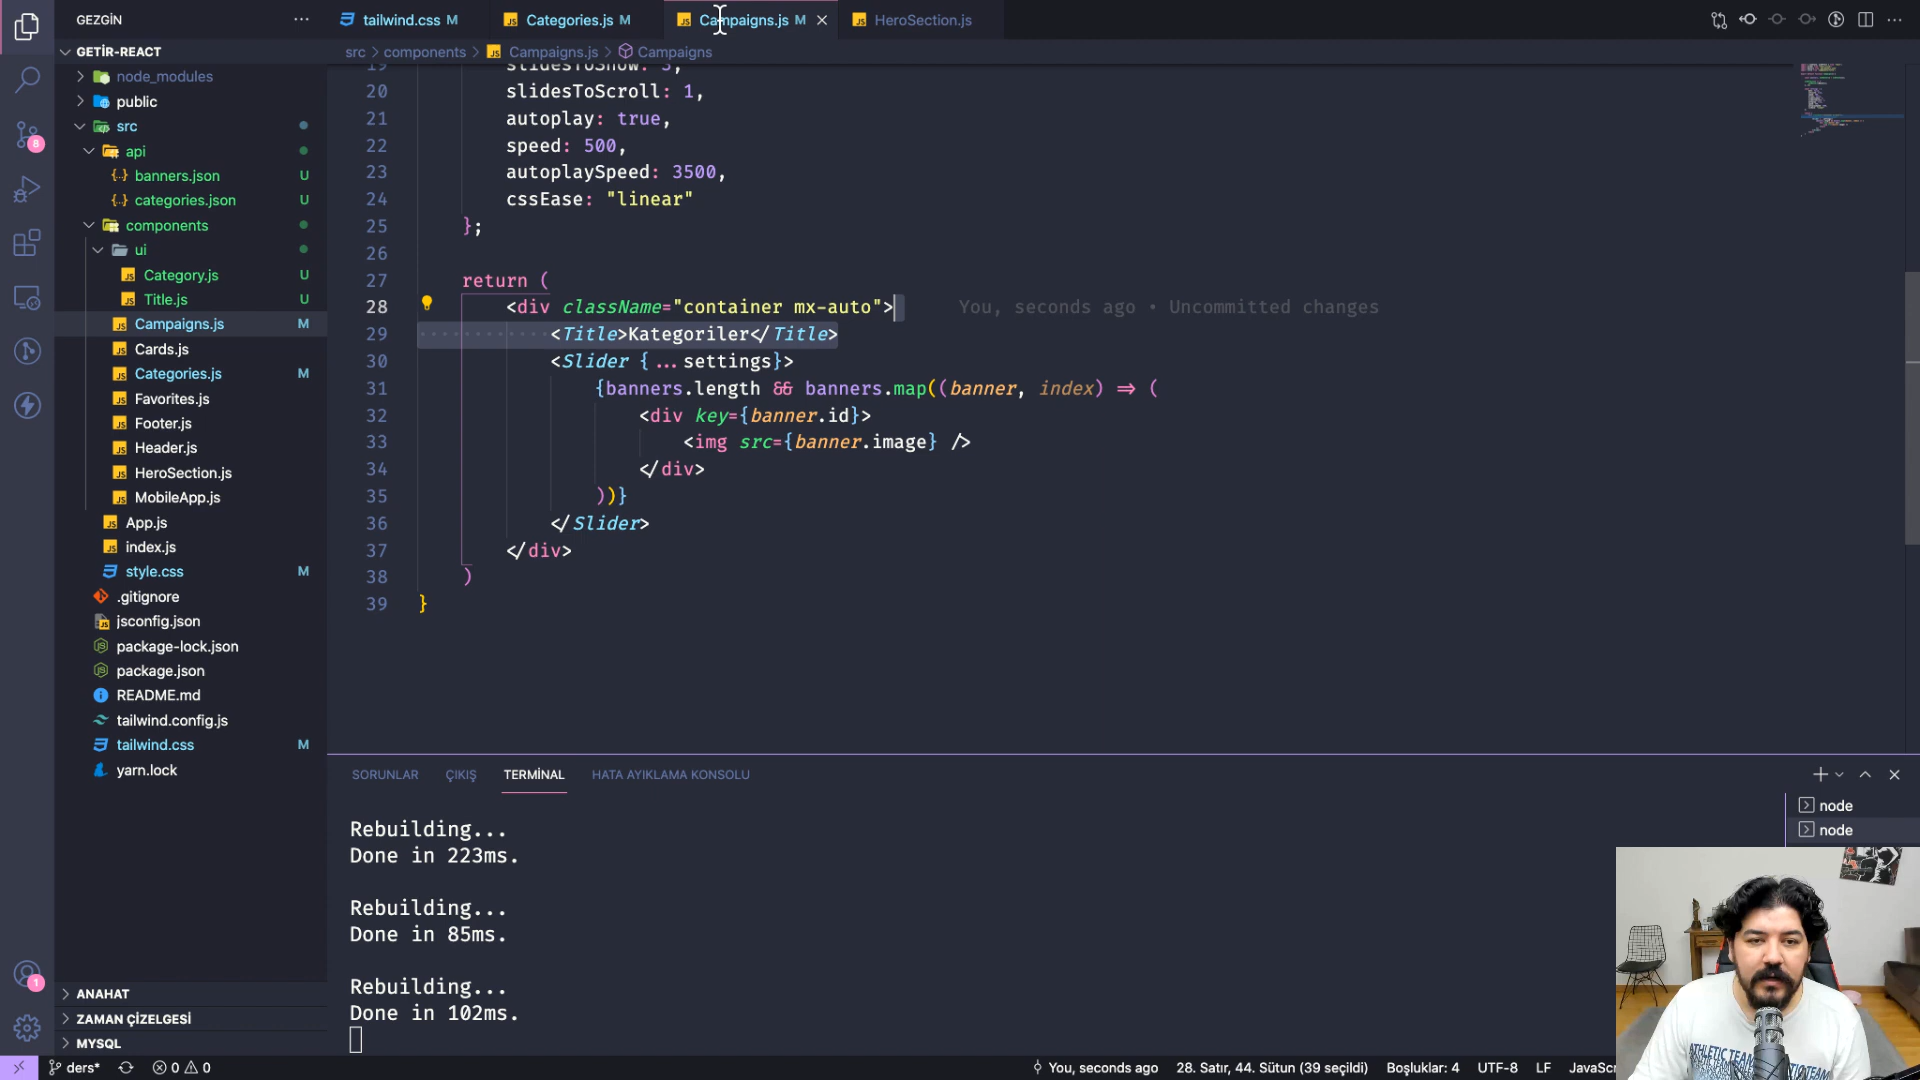 GEZGİN
GETIR-REACT
node_modules
public
src
api
banners.json U
categories.json U
components
ui
Category.js U
Title.js U
Campaigns.js M
Cards.js
Categories.js M
Favorites.js
Footer.js
Header.js
HeroSection.js
MobileApp.js
App.js
index.js
style.css M
.gitignore
jsconfig.json
package-lock.json
package.json
README.md
tailwind.config.js
tailwind.css M
yarn.lock
ANAHAT
ZAMAN ÇİZELGESİ
MYSQL
8
1
tailwind.css M
Categories.js M
Campaigns.js M
HeroSection.js
src > components > Campaigns.js > Campaigns
19 slidesToShow: 3,
20 slidesToScroll: 1,
21 autoplay: true,
22 speed: 500,
23 autoplaySpeed: 3500,
24 cssEase: "linear"
25 };
26
27 return (
28 <div className="container mx-auto"> You, seconds ago • Uncommitted changes
29 <Title>Kategoriler</Title>
30 <Slider {...settings}>
31 {banners.length && banners.map((banner, index) => (
32 <div key={banner.id}>
33 <img src={banner.image} />
34 </div>
35 ))}
36 </Slider>
37 </div>
38 )
39 }
SORUNLAR ÇIKIŞ TERMİNAL HATA AYIKLAMA KONSOLU
Rebuilding...
Done in 223ms.
Rebuilding...
Done in 85ms.
Rebuilding...
Done in 102ms.
node
node
ATHLETIC TEAM
ders* 0 0 You, seconds ago 28. Satır, 44. Sütun (39 seçildi) Boşluklar: 4 UTF-8 LF JavaScr